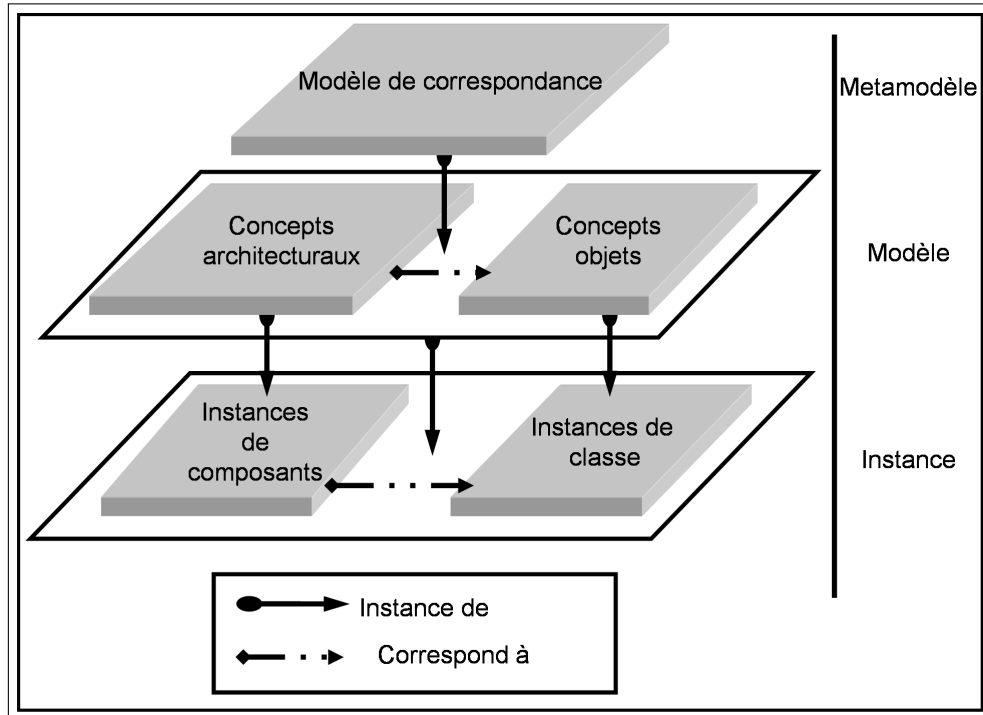 Modèle de correspondance
Metamodèle
Concepts
architecturaux
Concepts
objets
Modèle
Instances
de
composants
Instances de
classe
Instance
Instance de
Correspond à